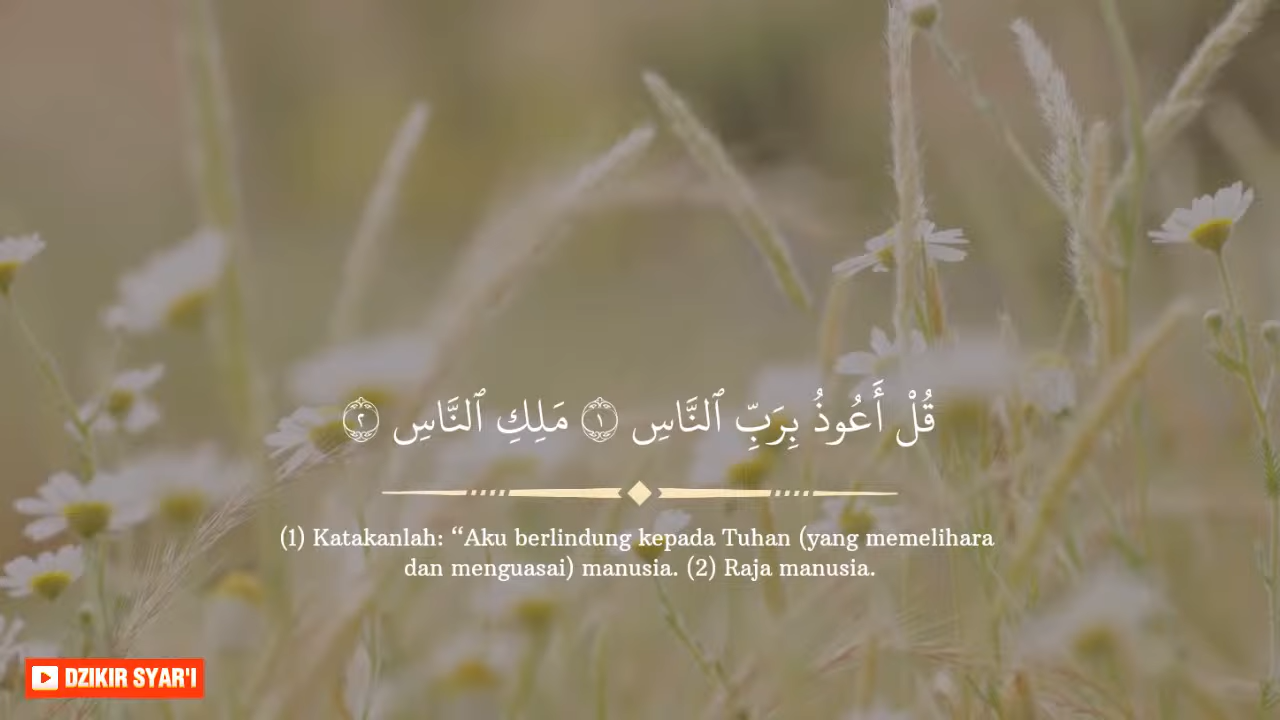 قُلْ أَعُوذُ بِرَبِّ ٱلنَّاسِ ١ مَلِكِ ٱلنَّاسِ ٢
(1) Katakanlah: “Aku berlindung kepada Tuhan (yang memelihara
dan menguasai) manusia. (2) Raja manusia.
DZIKIR SYAR'I